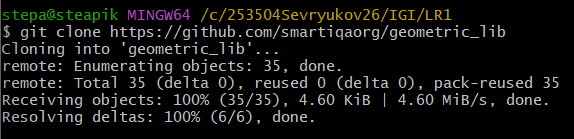 stepa@steapik MINGW64 /c/253504Sevryukov26/IGI/LR1
$ git clone https://github.com/smartiqaorg/geometric_lib
Cloning into 'geometric_lib'...
remote: Enumerating objects: 35, done.
remote: Total 35 (delta 0), reused 0 (delta 0), pack-reused 35
Receiving objects: 100% (35/35), 4.60 KiB | 4.60 MiB/s, done.
Resolving deltas: 100% (6/6), done.